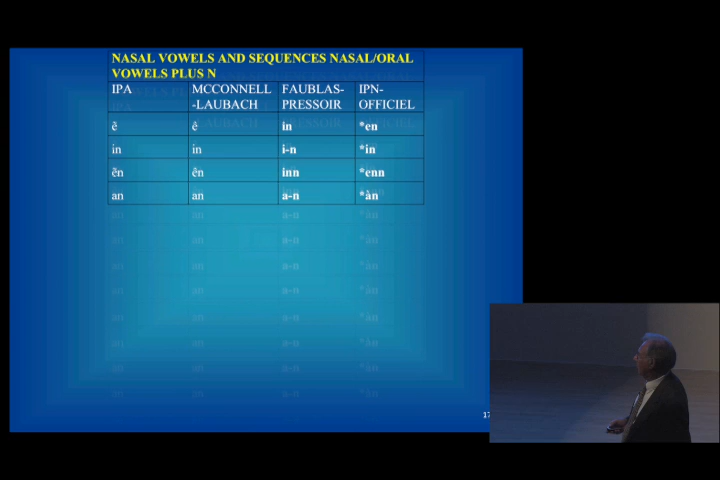 NASAL VOWELS AND SEQUENCES NASAL/ORAL
VOWELS PLUS N
IPA MCCONNELL FAUBLAS- IPN-
-LAUBACH PRESSOIR OFFICIEL
ẽ ê in *en
in in i-n *in
ẽn ên inn *enn
an an a-n *àn
17